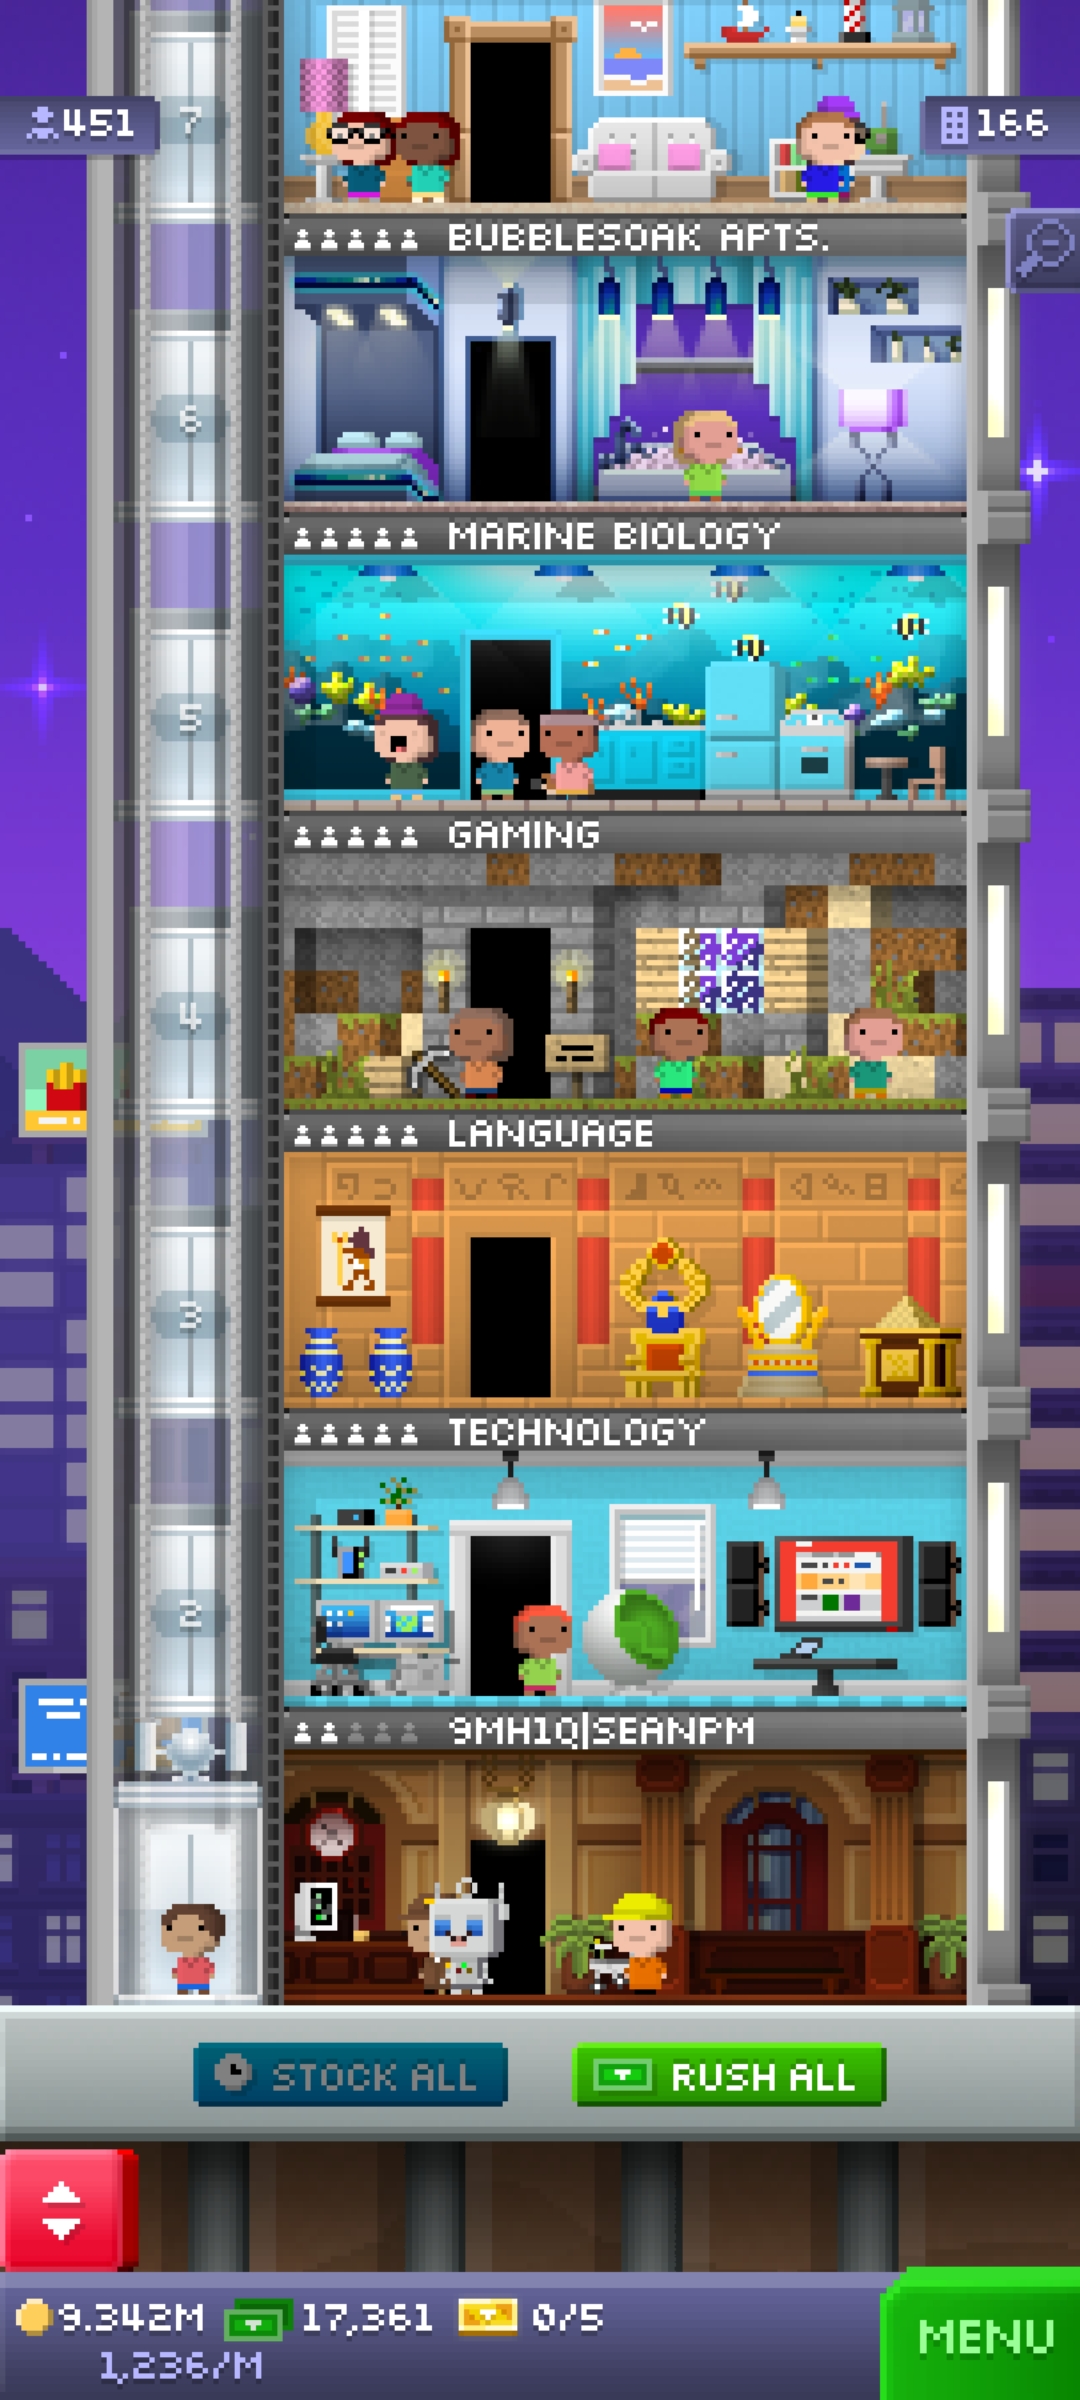 451
7
166
BUBBLESOAK APTS.
6
MARINE BIOLOGY
5
GAMING
4
LANGUAGE
3
TECHNOLOGY
2
9MH1Q|SEANPM
STOCK ALL
RUSH ALL
9.342M
17,361
0/5
1,236/M
MENU